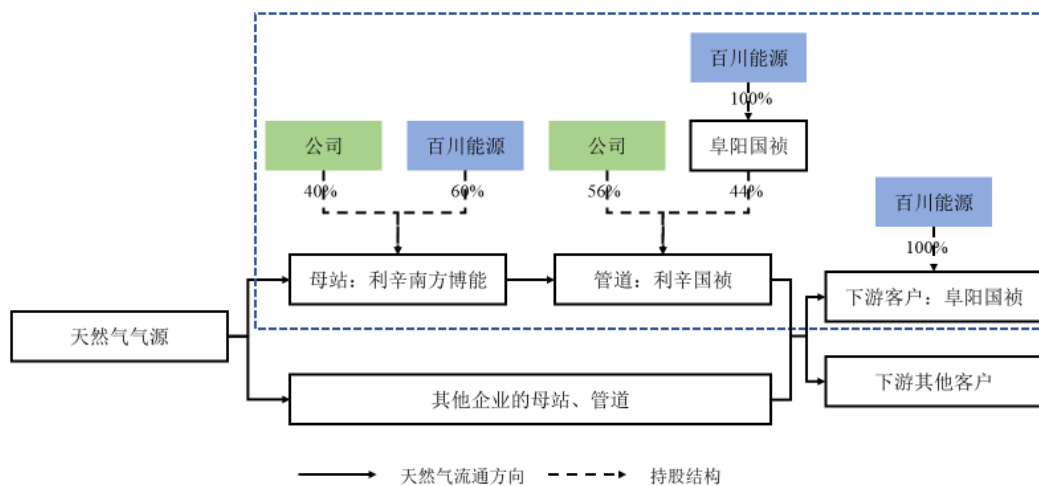 百川能源
100%
公司
百川能源
公司
阜阳国祯
40%
60%
56%
44%
百川能源
100%
母站：利辛南方博能
管道：利辛国祯
下游客户：阜阳国祯
天然气气源
下游其他客户
其他企业的母站、管道
天然气流通方向
持股结构